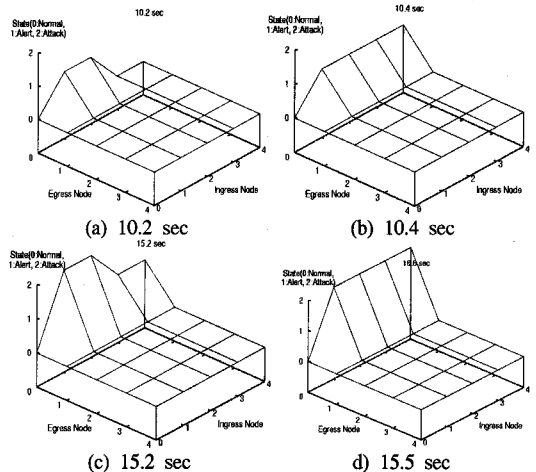 10.2 sec
State(0:Normal,
1:Alert, 2:Attack)
2
1
0
0
1
2
3
4
Egress Node
0
1
2
3
4
Ingress Node
(a) 10.2 sec
10.4 sec
State(0:Normal,
1:Alert, 2:Attack)
2
1
0
0
1
2
3
4
Egress Node
0
1
2
3
4
Ingress Node
(b) 10.4 sec
15.2 sec
State(0:Normal,
1:Alert, 2:Attack)
2
1
0
0
1
2
3
4
Egress Node
0
1
2
3
4
Ingress Node
(c) 15.2 sec
State(0:Normal,
1:Alert, 2:Attack)
2
1
0
0
1
2
3
4
Egress Node
0
1
2
3
4
Ingress Node
d) 15.5 sec